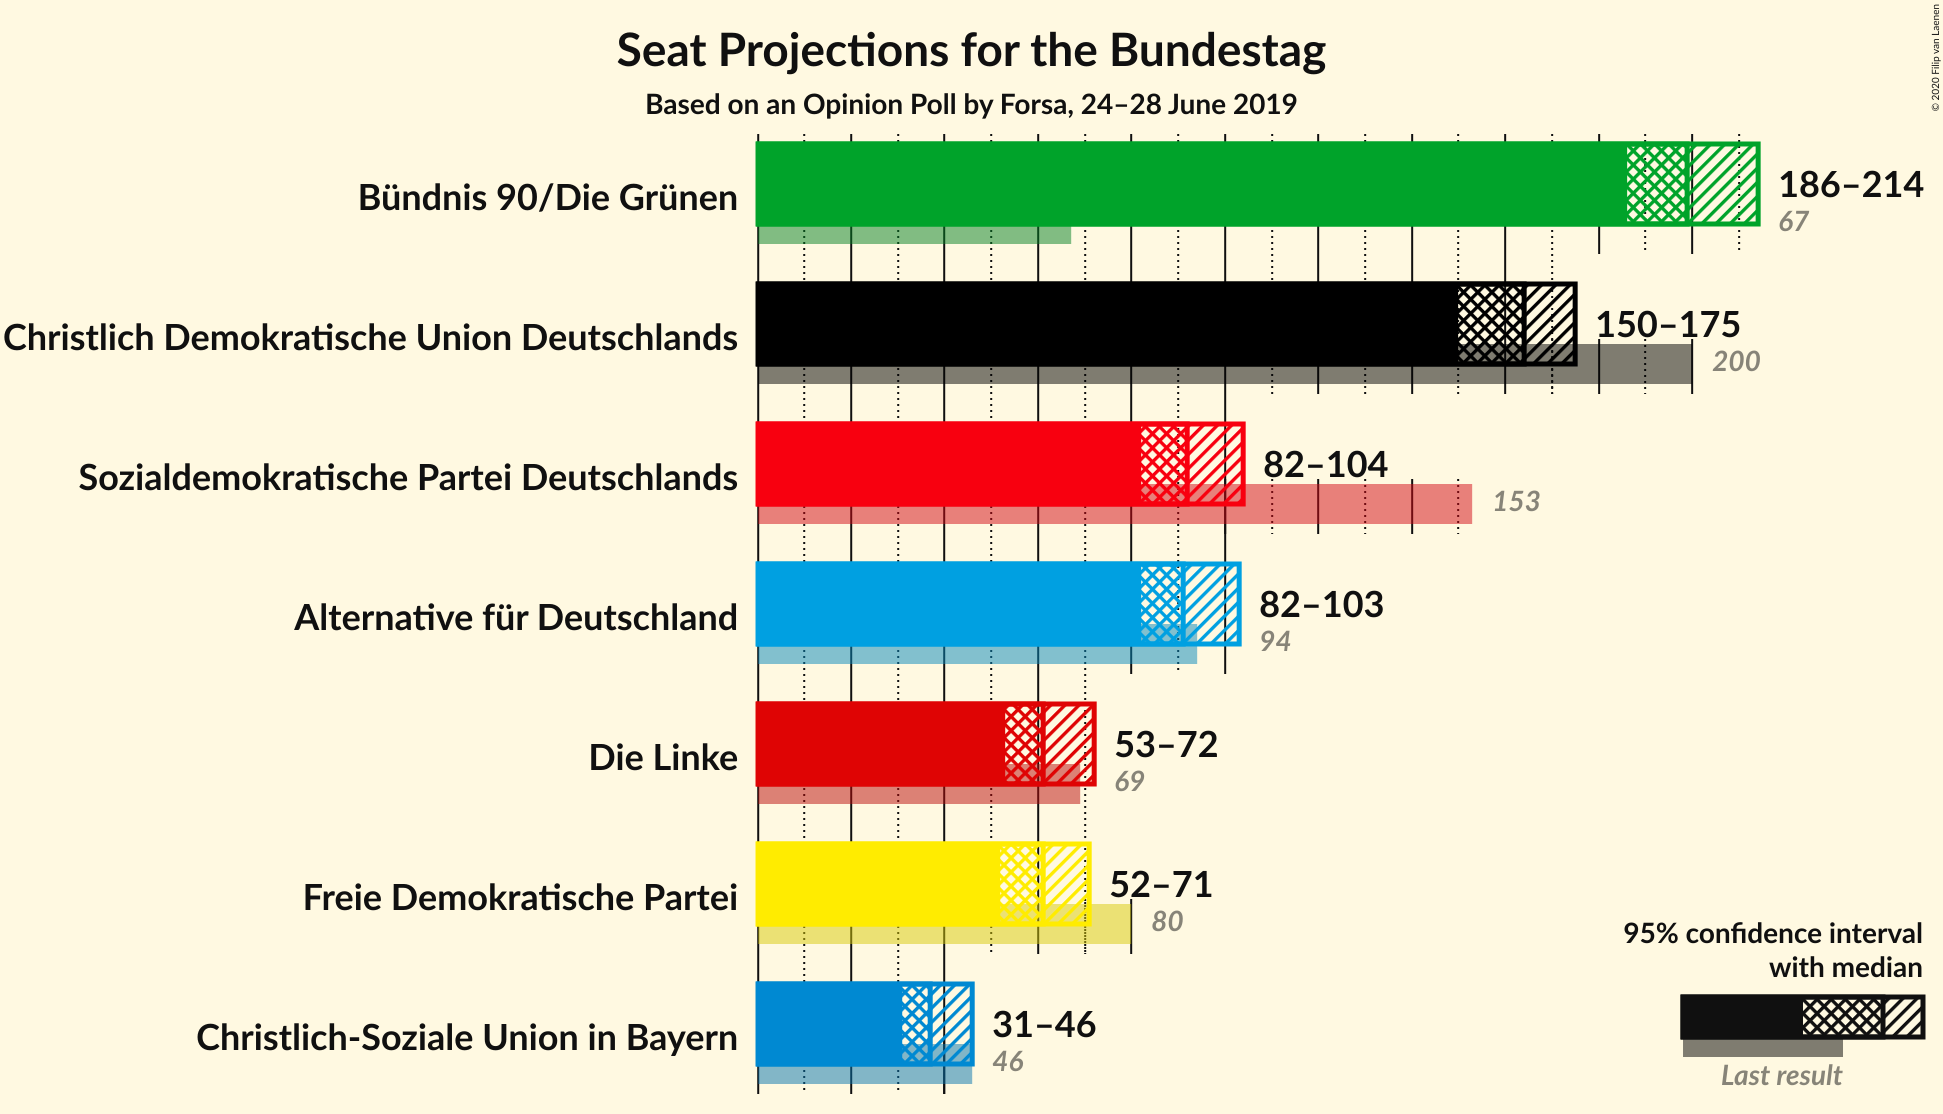 Seat Projections for the Bundestag
Based on an Opinion Poll by Forsa, 24–28 June 2019
© 2020 Filip van Laenen
Bündnis 90/Die Grünen
186–214
67
Christlich Demokratische Union Deutschlands
150–175
200
Sozialdemokratische Partei Deutschlands
82–104
153
Alternative für Deutschland
82–103
94
Die Linke
53–72
69
Freie Demokratische Partei
52–71
80
Christlich-Soziale Union in Bayern
31–46
46
95% confidence interval
with median
Last result